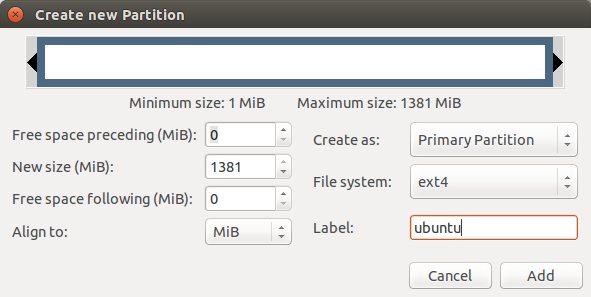 Create new Partition
Minimum size: 1 MiB Maximum size: 1381 MiB
Free space preceding (MiB): 0
Create as: Primary Partition
New size (MiB): 1381
File system: ext4
Free space following (MiB): 0
Align to: MiB
Label: ubuntu
Cancel Add